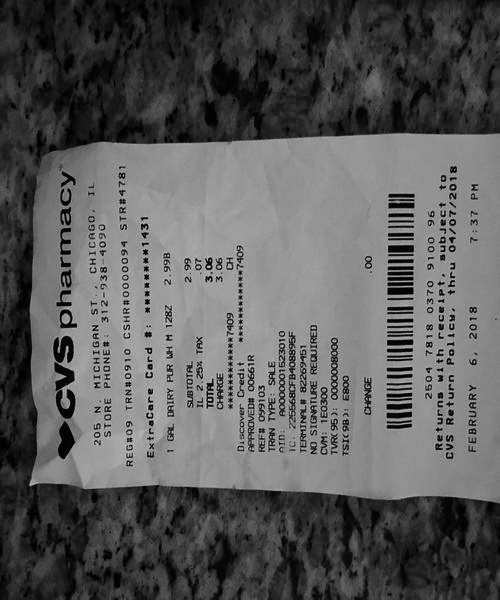 CVS pharmacy
205 N. MICHIGAN ST., CHICAGO, IL
STORE PHONE#: 312-938-4090
REG#09 TRN#0910 CSHR#0000094 STR#4781
ExtraCare Card #: ********1431
1 GAL DAIRY PUR WH M 128Z 2.99B
SUBTOTAL 2.99
IL 2.25% TAX .07
TOTAL 3.06
CHARGE 3.06
************7409 CH
Discover Credit ************7409
APPROVED# 00661R
REF# 099103
TRAN TYPE: SALE
AID: A0000001523010
TC: 225568CFB408895F
TERMINAL# 82269451
NO SIGNATURE REQUIRED
CVM: 1E0300
TVR(95): 0000008000
TSI(9B): E800
CHANGE .00
2504 7818 0370 9100 96
Returns with receipt, subject to
CVS Return Policy, thru 04/07/2018
FEBRUARY 6, 2018 7:37 PM